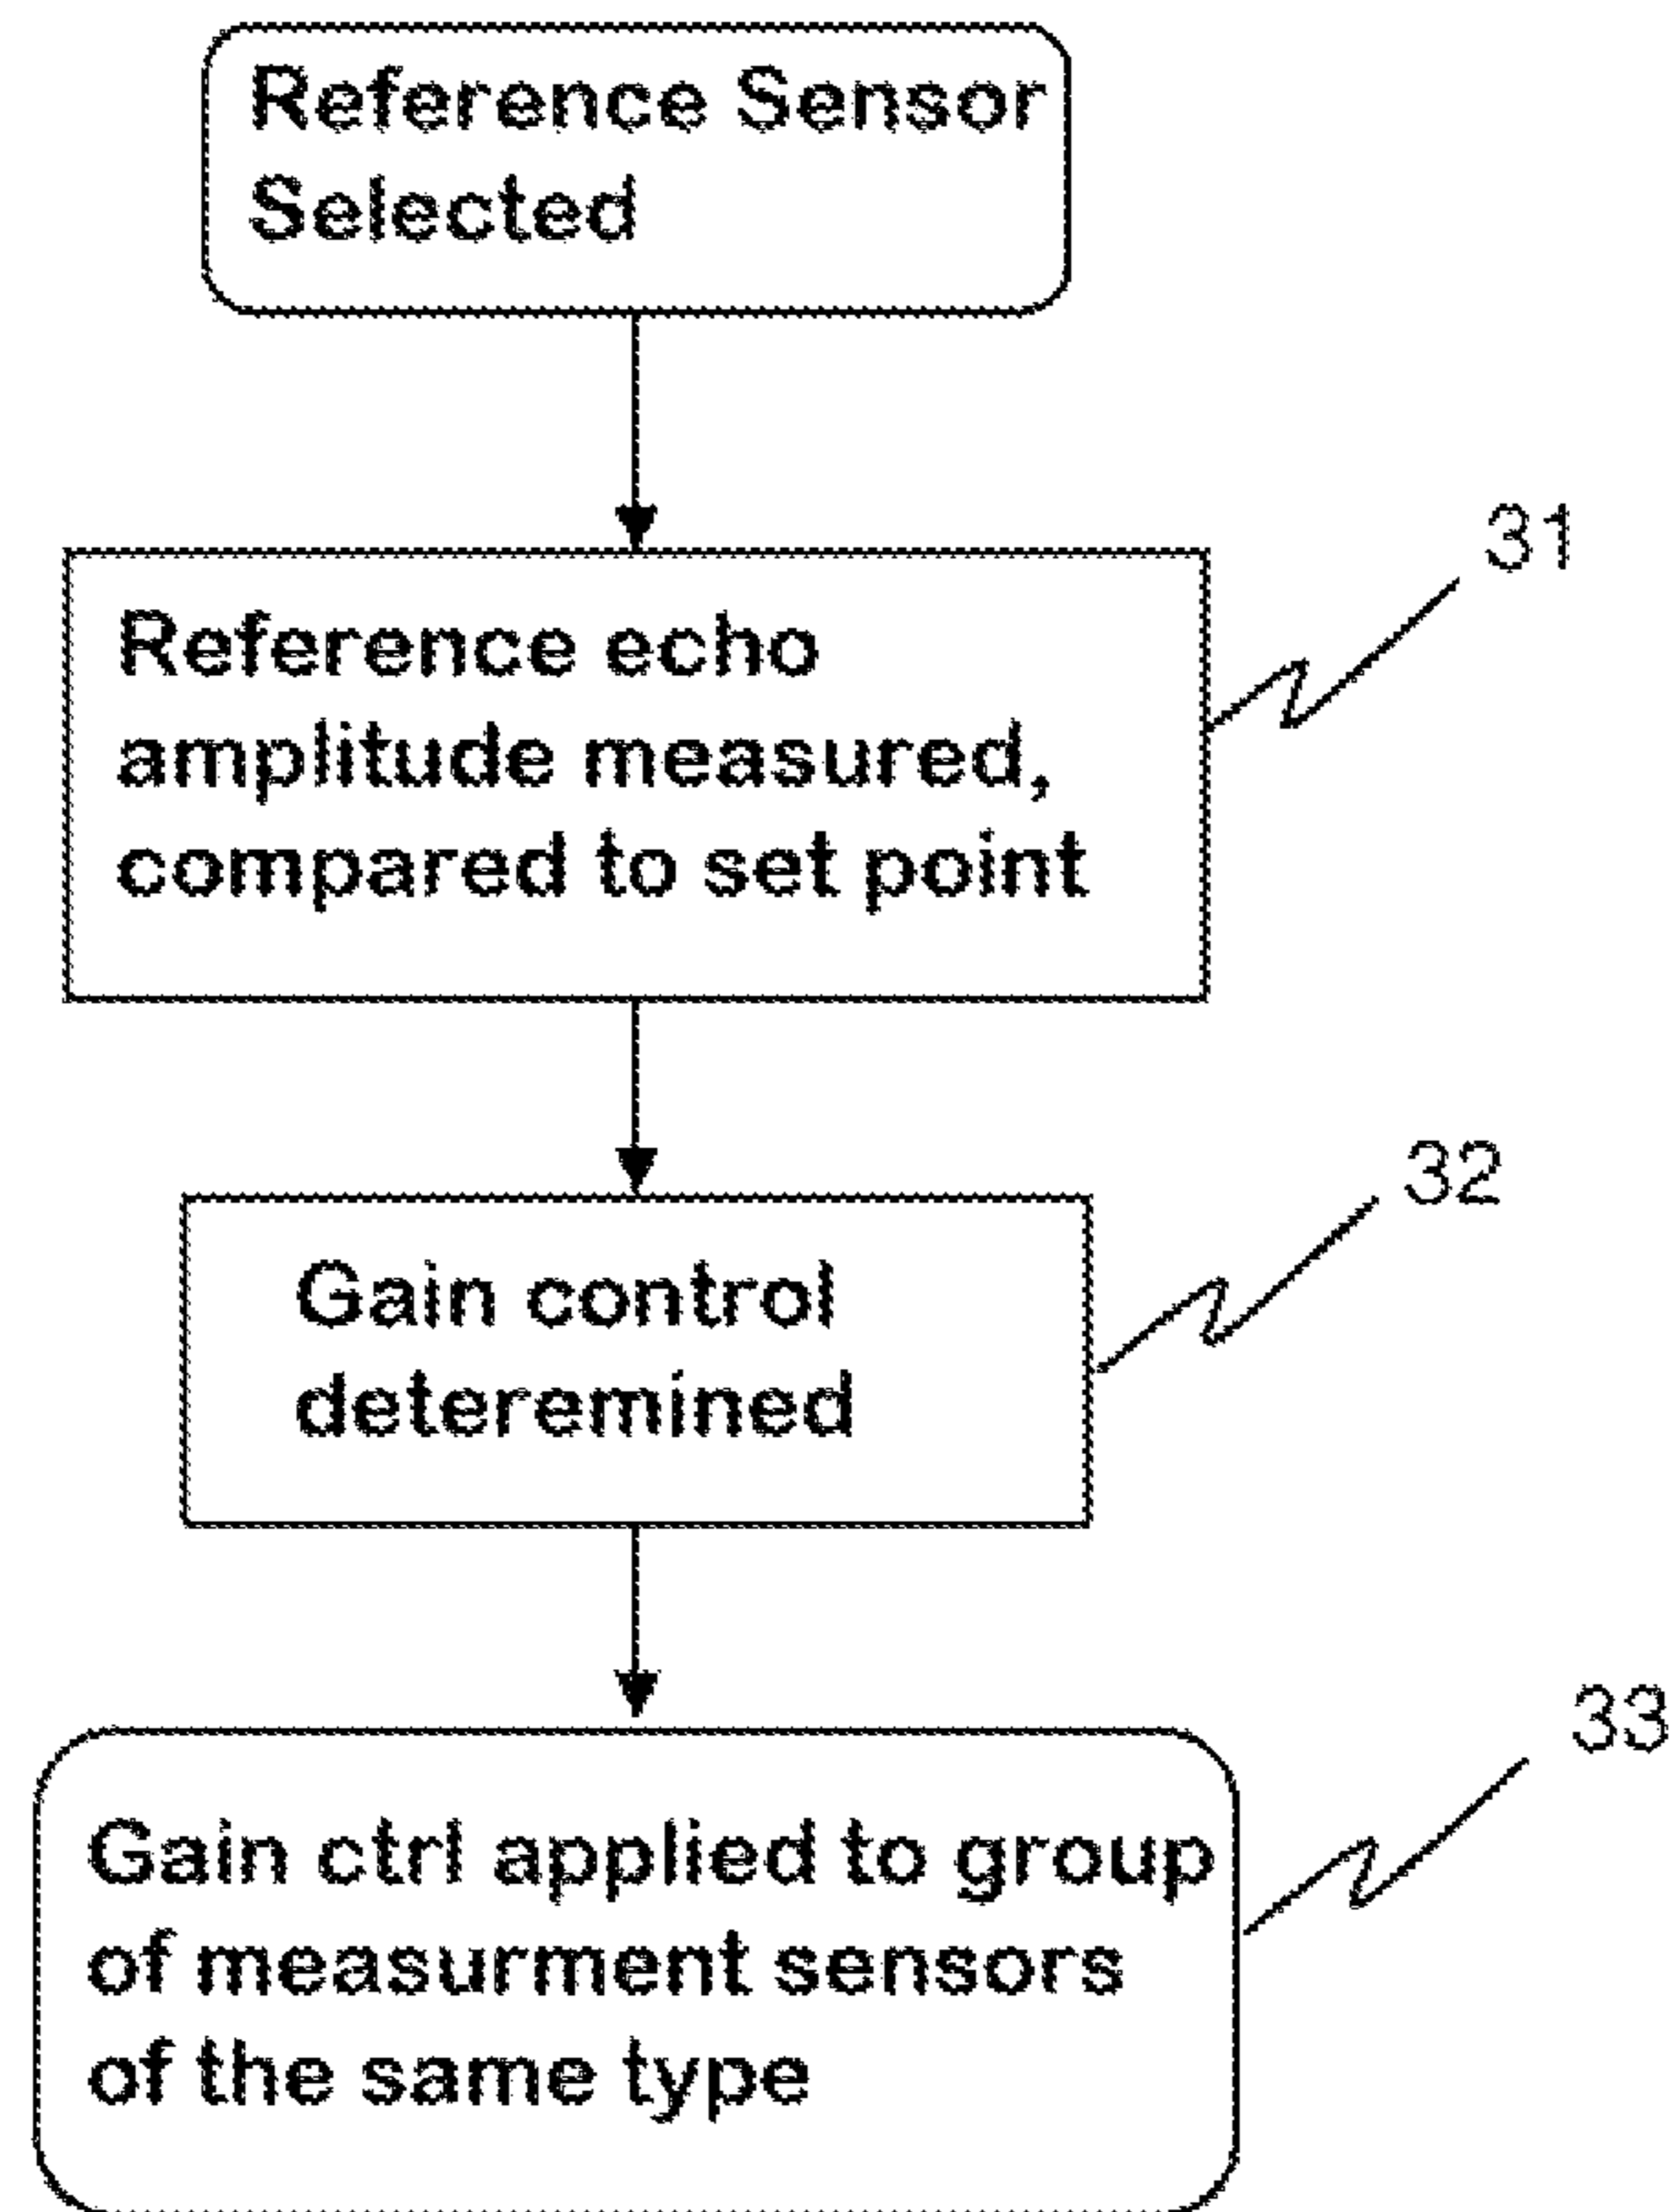 Reference Sensor
Selected
31
Reference echo
amplitude measured,
compared to set point
32
Gain control
deteremined
33
Gain ctrl applied to group
of measurment sensors
of the same type